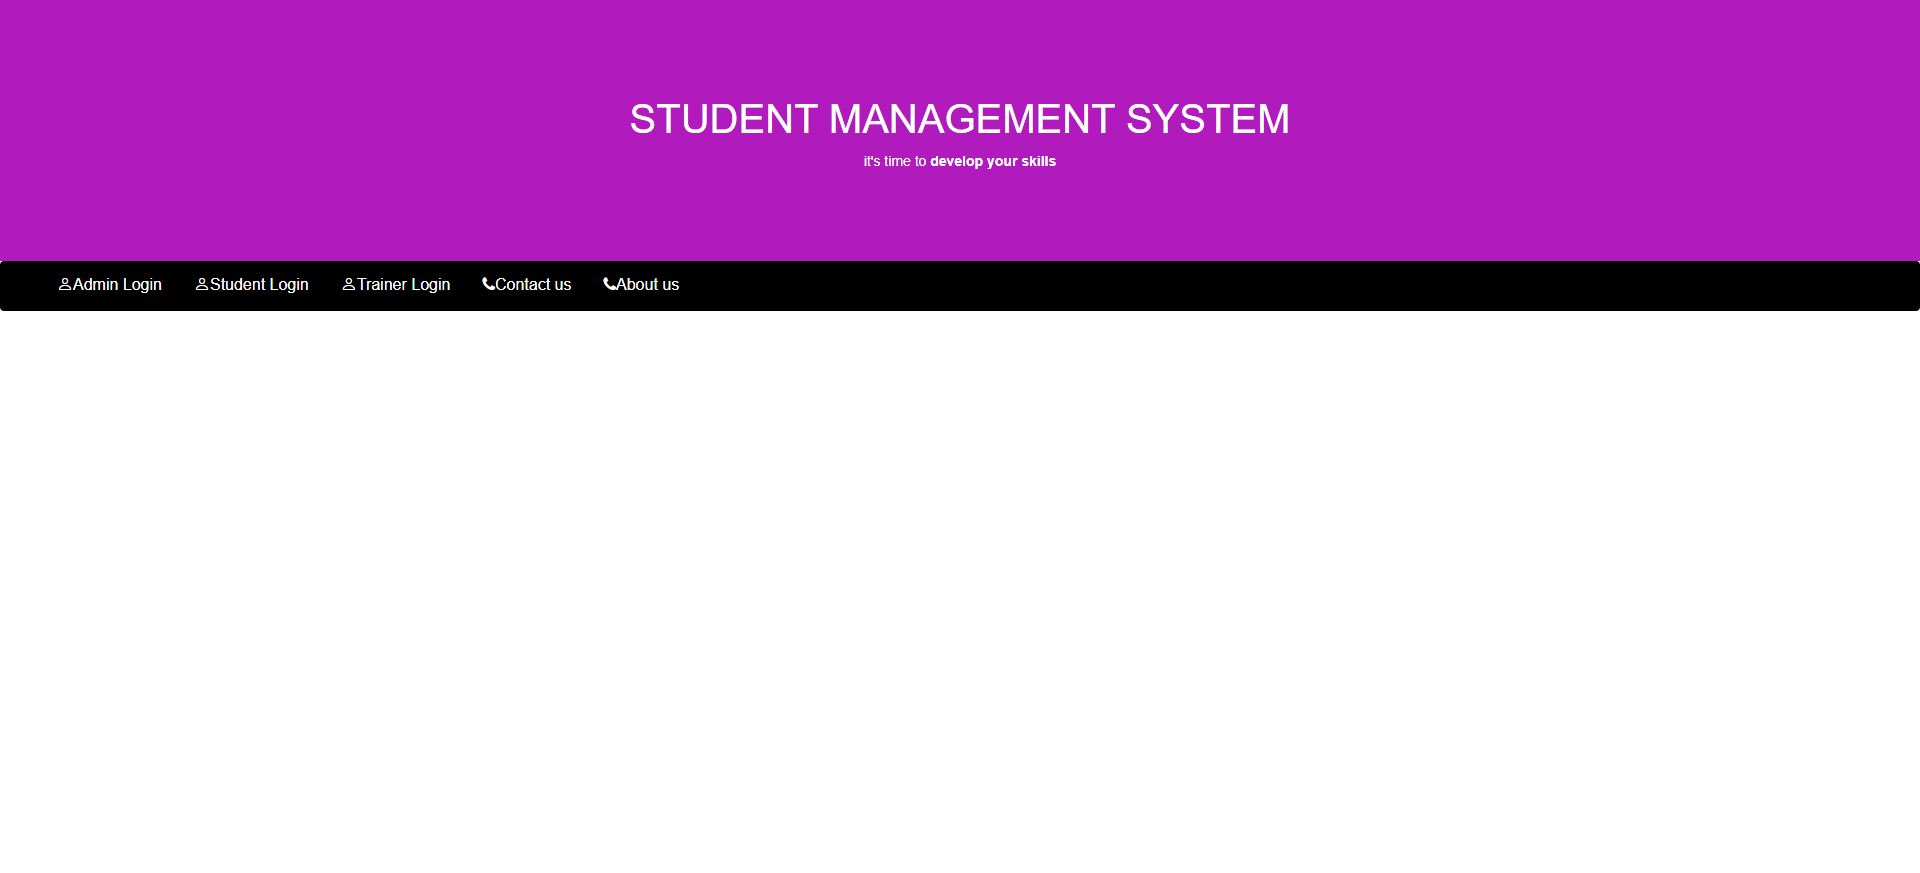 STUDENT MANAGEMENT SYSTEM
it's time to develop your skills
Admin Login Student Login Trainer Login Contact us About us